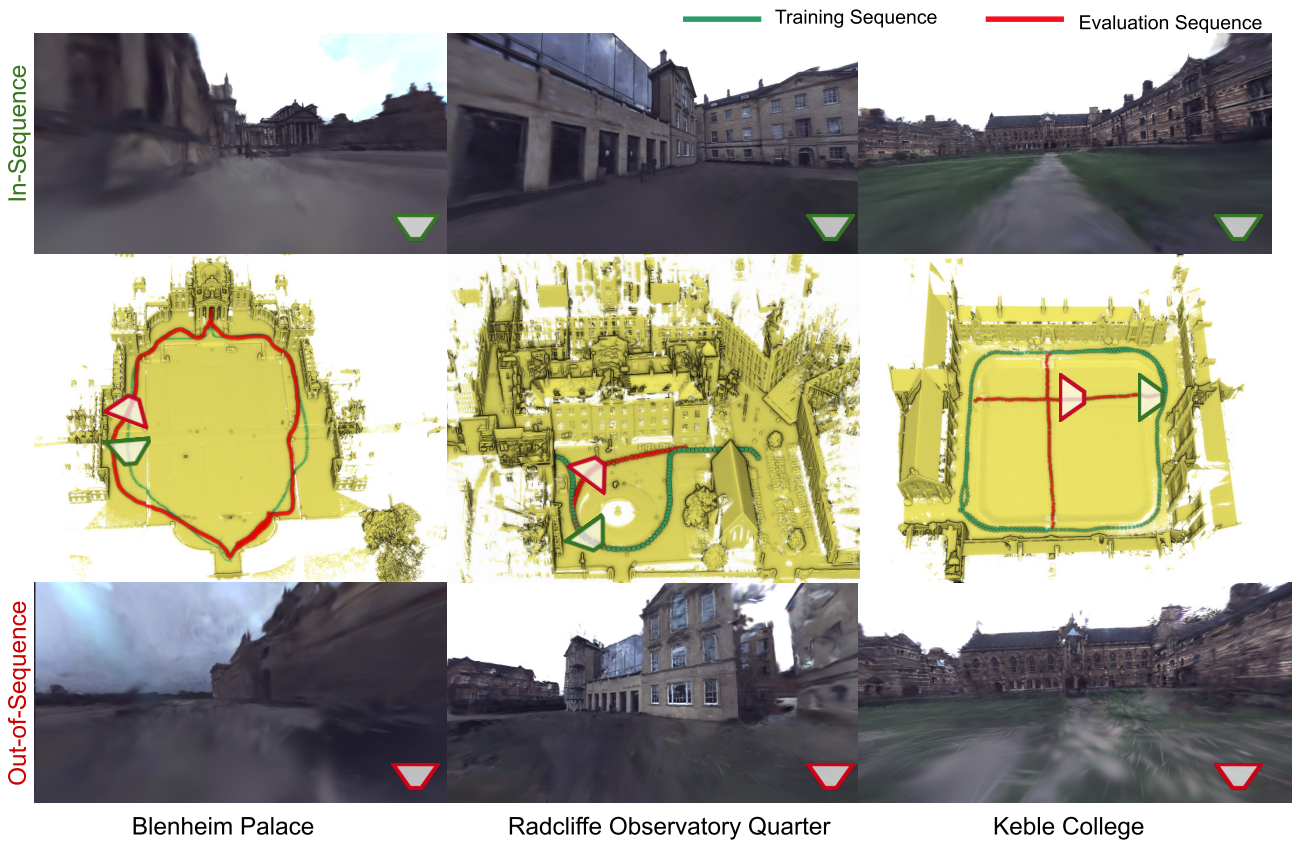 Training Sequence
Evaluation Sequence
In-Sequence
Out-of-Sequence
Blenheim Palace
Radcliffe Observatory Quarter
Keble College